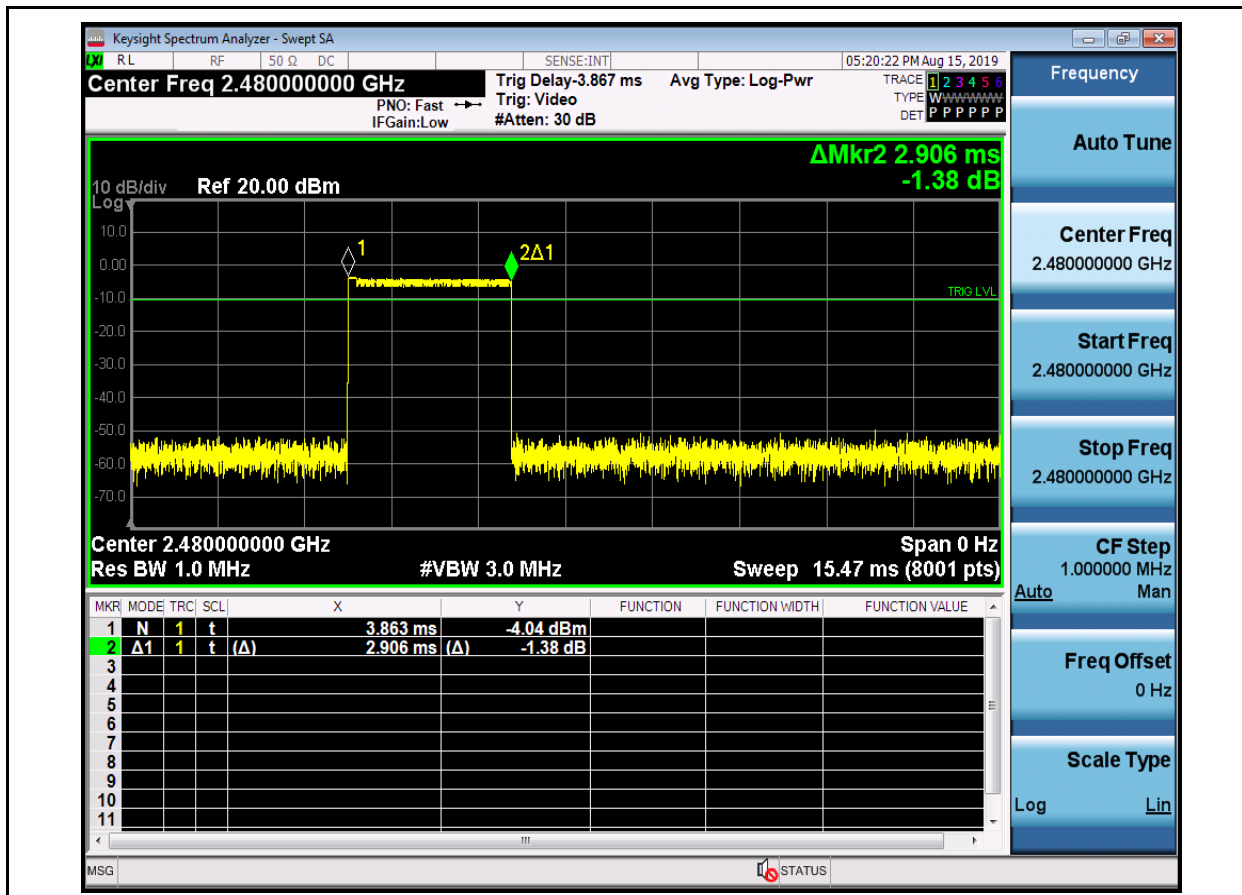 Keysight Spectrum Analyzer - Swept SA
LXI RL RF 50 Ω DC SENSE:INT 05:20:22 PM Aug 15, 2019
Center Freq 2.480000000 GHz
PNO: Fast
IFGain:Low
Trig Delay-3.867 ms
Trig: Video
#Atten: 30 dB
Avg Type: Log-Pwr
TRACE 1 2 3 4 5 6
TYPE WWWWWW
DET P P P P P P
ΔMkr2 2.906 ms
-1.38 dB
10 dB/div Ref 20.00 dBm
Log
10.0
0.00
-10.0
-20.0
-30.0
-40.0
-50.0
-60.0
-70.0
1
2Δ1
TRIG LVL
Center 2.480000000 GHz Span 0 Hz
Res BW 1.0 MHz #VBW 3.0 MHz Sweep 15.47 ms (8001 pts)
MKR MODE TRC SCL X Y FUNCTION FUNCTION WIDTH FUNCTION VALUE
1 N 1 t 3.863 ms -4.04 dBm
2 Δ1 1 t (Δ) 2.906 ms (Δ) -1.38 dB
3
4
5
6
7
8
9
10
11
MSG STATUS
Frequency
Auto Tune
Center Freq
2.480000000 GHz
Start Freq
2.480000000 GHz
Stop Freq
2.480000000 GHz
CF Step
1.000000 MHz
Auto Man
Freq Offset
0 Hz
Scale Type
Log Lin